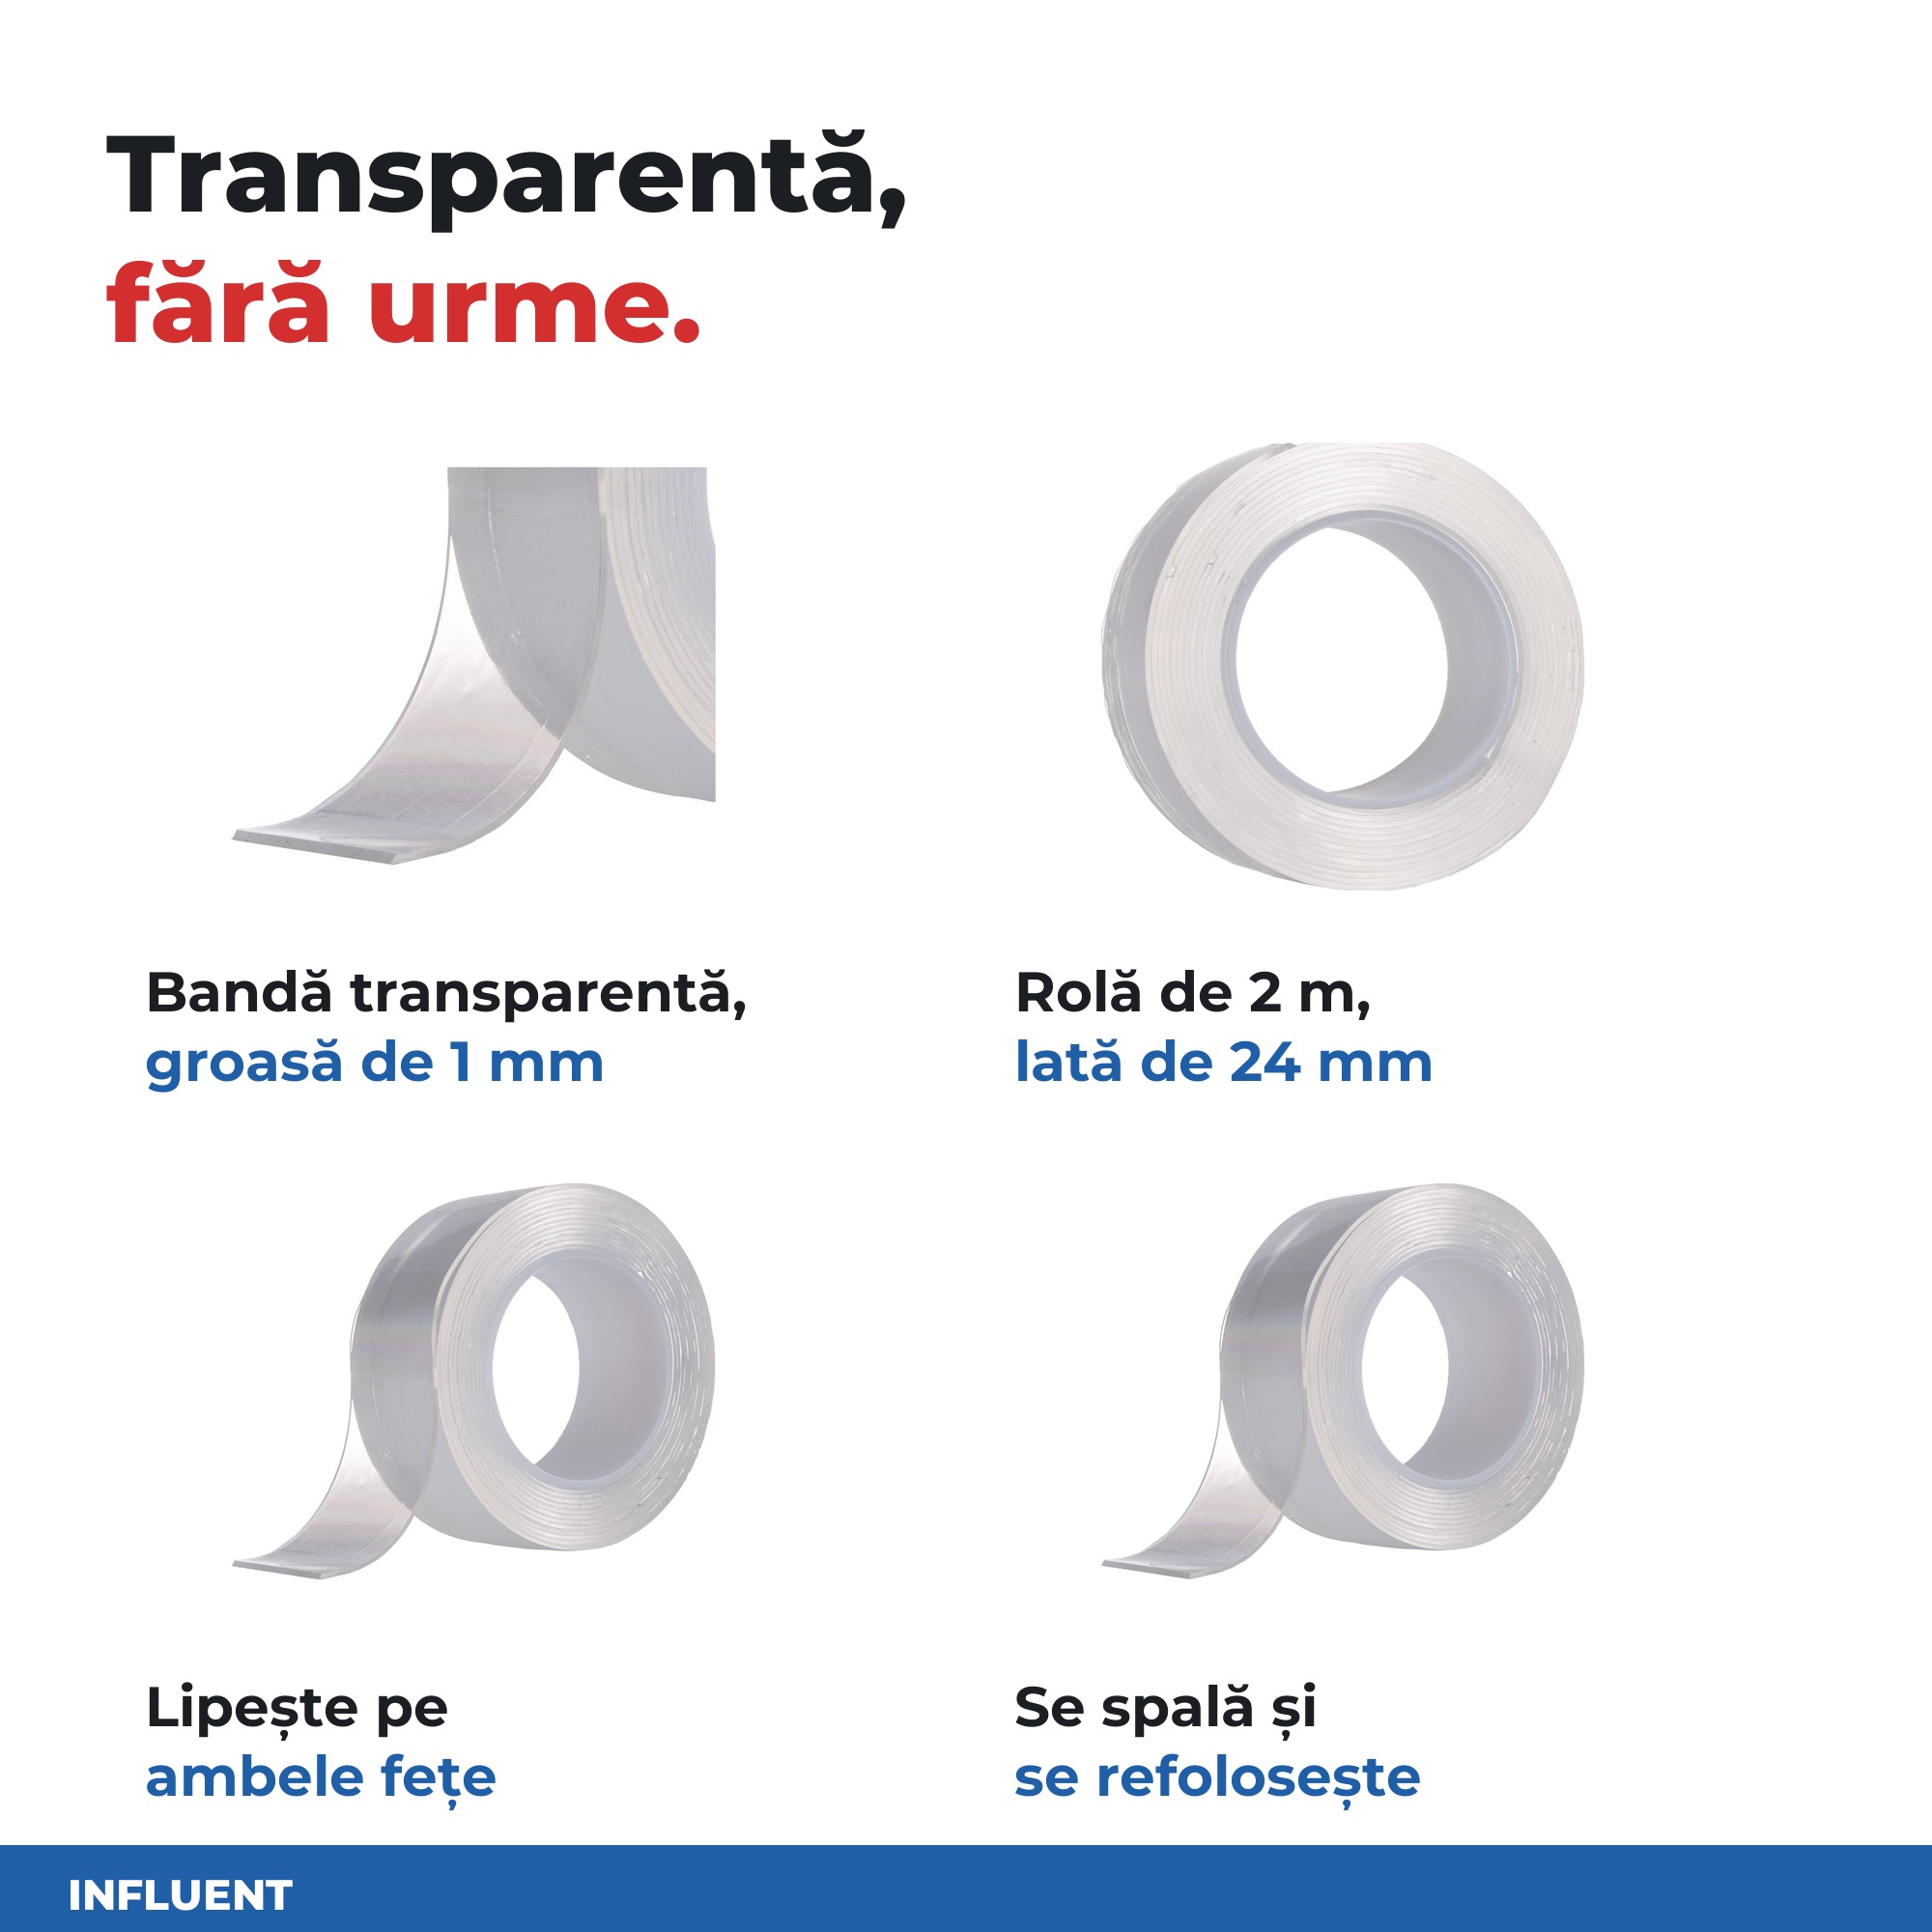 Transparentă,
fără urme.
Bandă transparentă,
groasă de 1 mm
Rolă de 2 m,
lată de 24 mm
Lipește pe
ambele fețe
Se spală și
se refolosește
INFLUENT